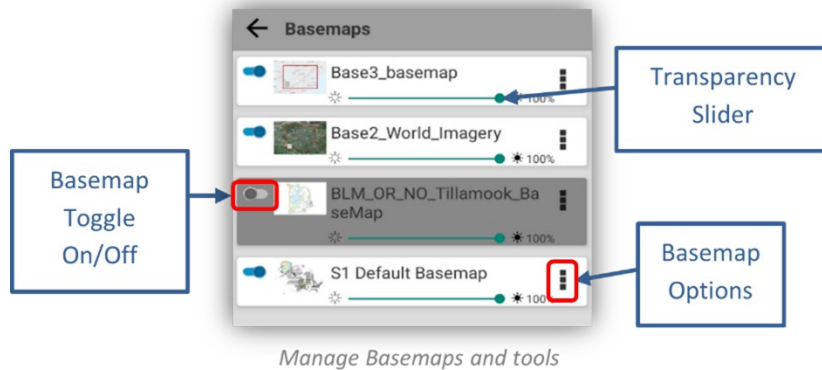 Basemaps
Base3_basemap
100%
Transparency
Slider
Base2_World_Imagery
100%
Basemap
Toggle
On/Off
BLM_OR_NO_Tillamook_Ba
seMap
100%
S1 Default Basemap
100%
Basemap
Options
Manage Basemaps and tools